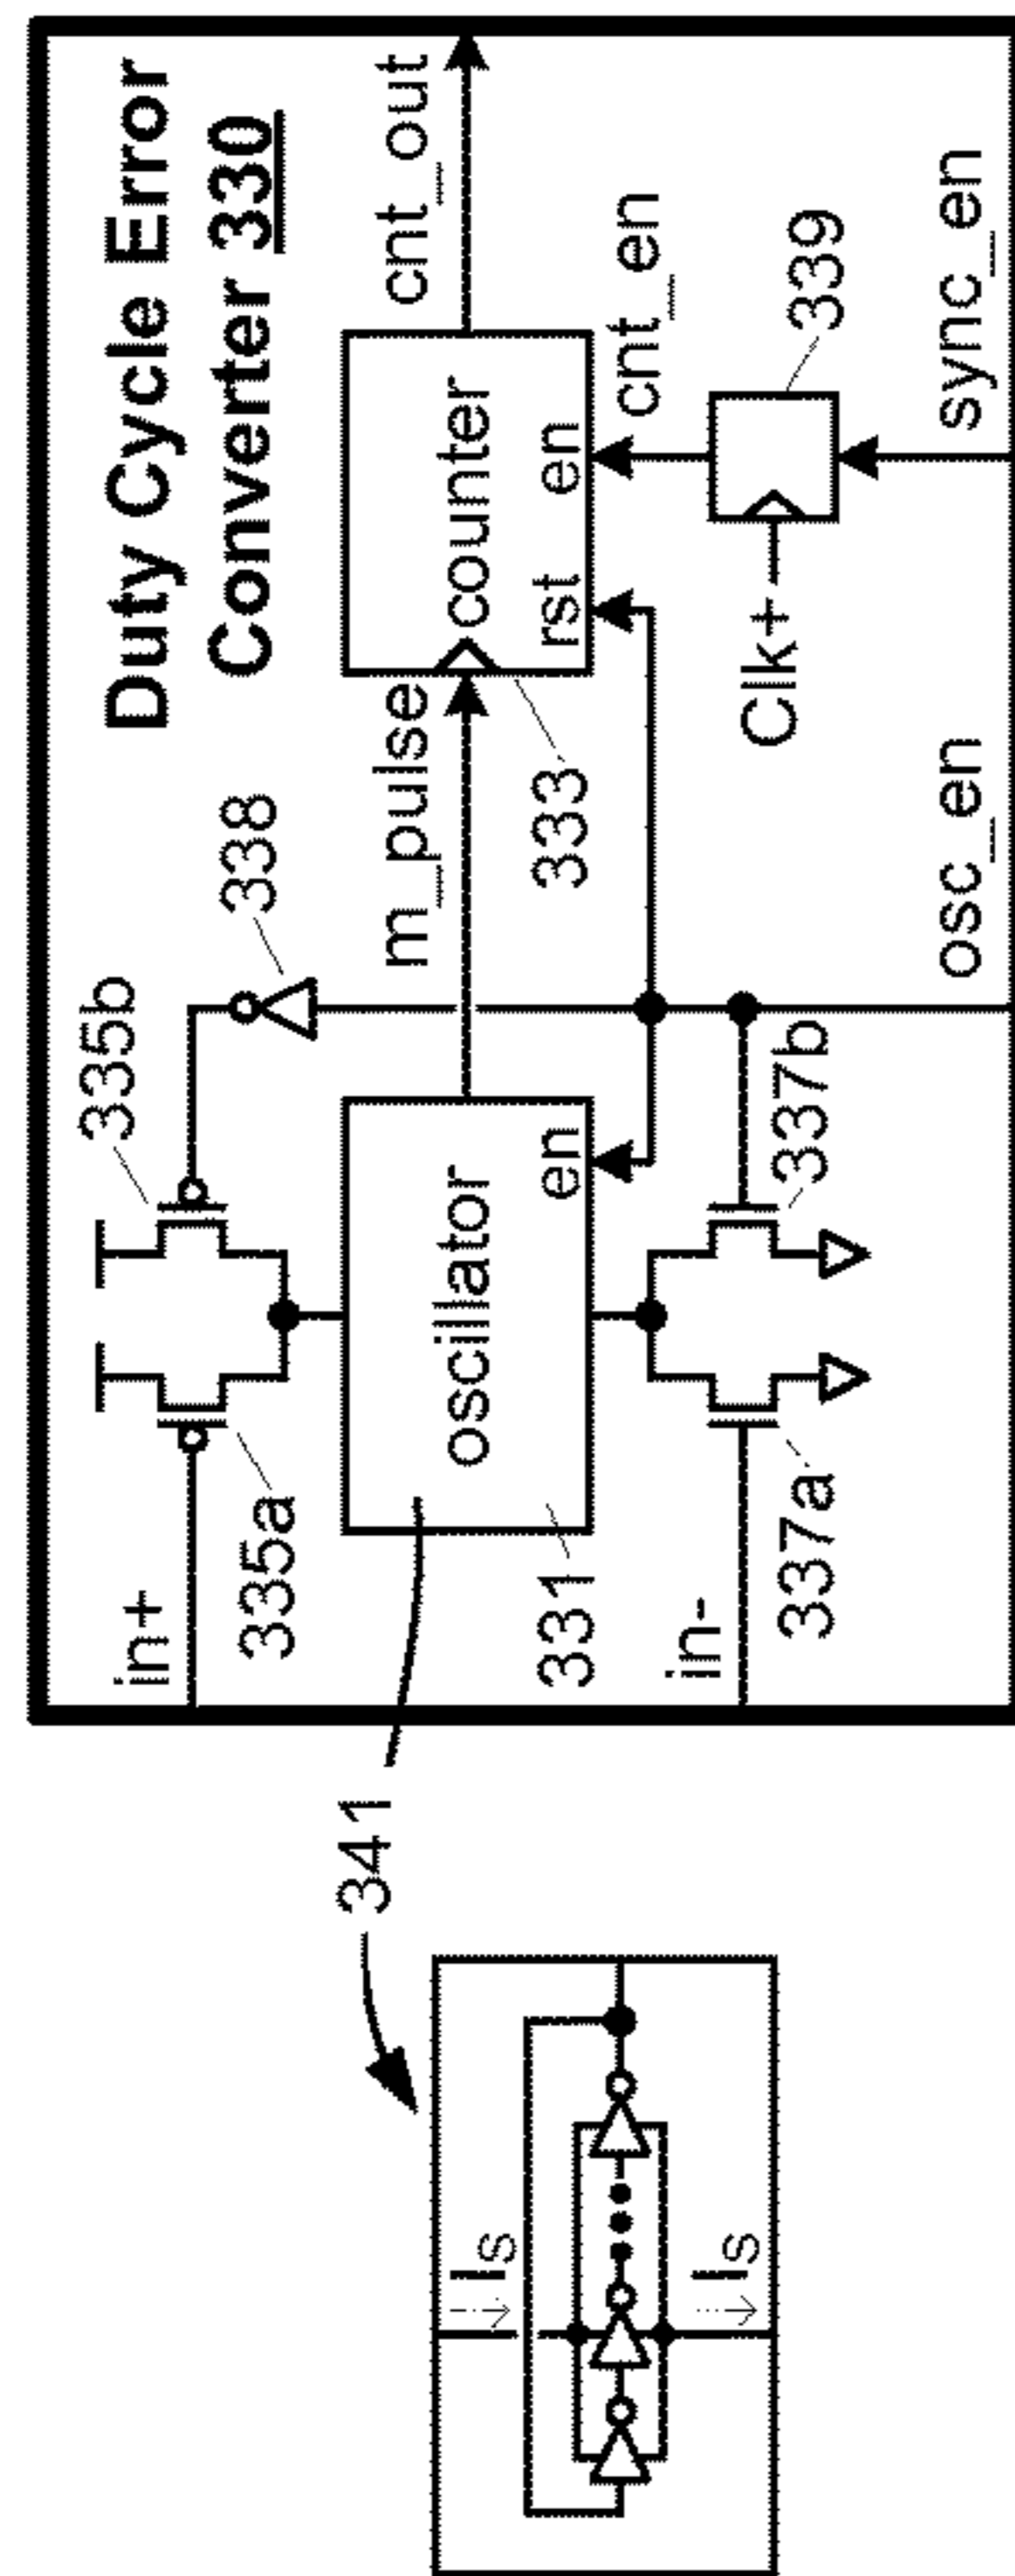 Duty Cycle Error
Converter 330
in+
335a
335b
338
cnt_out
m_pulse
oscillator
en
331
counter
rst
en
333
cnt_en
339
Clk+
in-
337a
337b
osc_en
sync_en
341
IS
IS